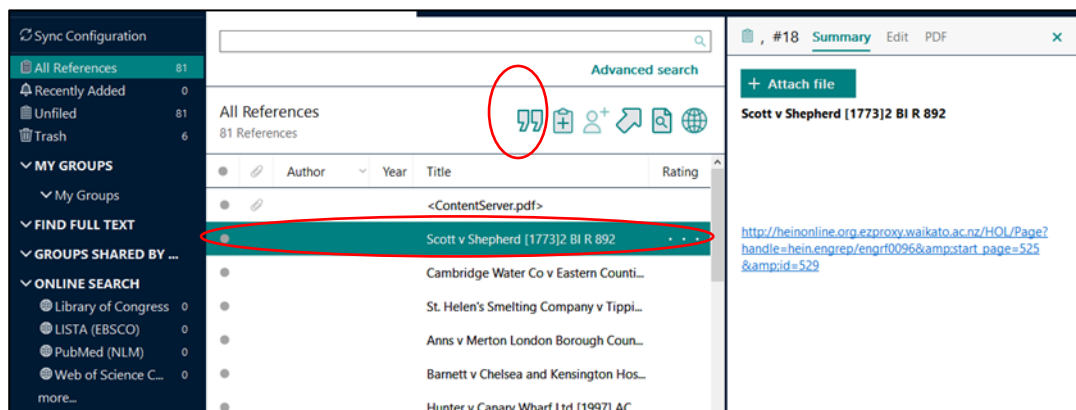 Sync Configuration
All References 81
Recently Added 0
Unfiled 81
Trash 6
MY GROUPS
My Groups
FIND FULL TEXT
GROUPS SHARED BY ...
ONLINE SEARCH
Library of Congress 0
LISTA (EBSCO) 0
PubMed (NLM) 0
Web of Science C... 0
more...
Advanced search
All References
81 References
Author Year Title Rating
<ContentServer.pdf>
Scott v Shepherd [1773]2 BI R 892 . . .
Cambridge Water Co v Eastern Counti...
St. Helen's Smelting Company v Tippi...
Anns v Merton London Borough Coun...
Barnett v Chelsea and Kensington Hos...
Hunter v Canary Wharf Ltd [1997] AC
, #18 Summary Edit PDF ×
+ Attach file
Scott v Shepherd [1773]2 BI R 892
http://heinonline.org.ezproxy.waikato.ac.nz/HOL/Page?
handle=hein.engrep/engrf0096&amp;start_page=525
&amp;id=529